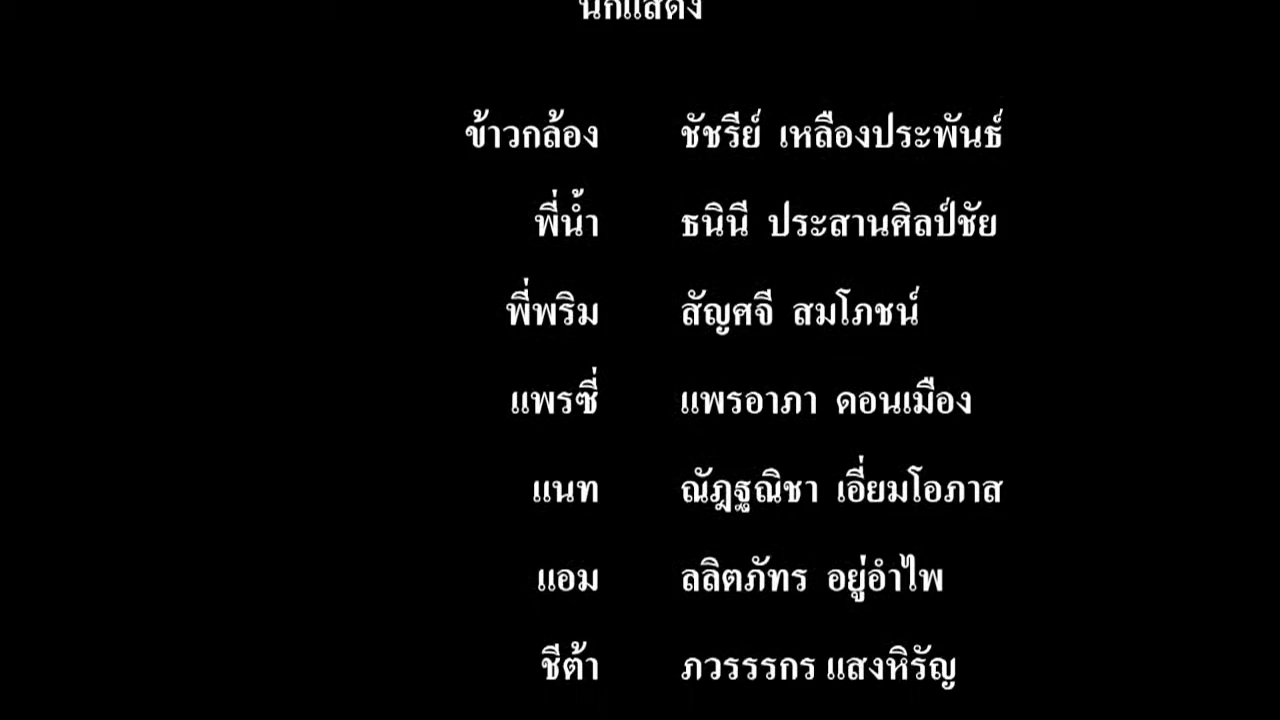 นักแสดง
ข้าวกล้อง ชัชรีย์ เหลืองประพันธ์
พี่น้ำ ธนินี ประสานศิลป์ชัย
พี่พริม สัญศจี สมโภชน์
แพรซี่ แพรอาภา ดอนเมือง
แนท ณัฎฐณิชา เอี่ยมโอภาส
แอม ลลิตภัทร อยู่อำไพ
ชีต้า ภวรรรกร แสงหิรัญ